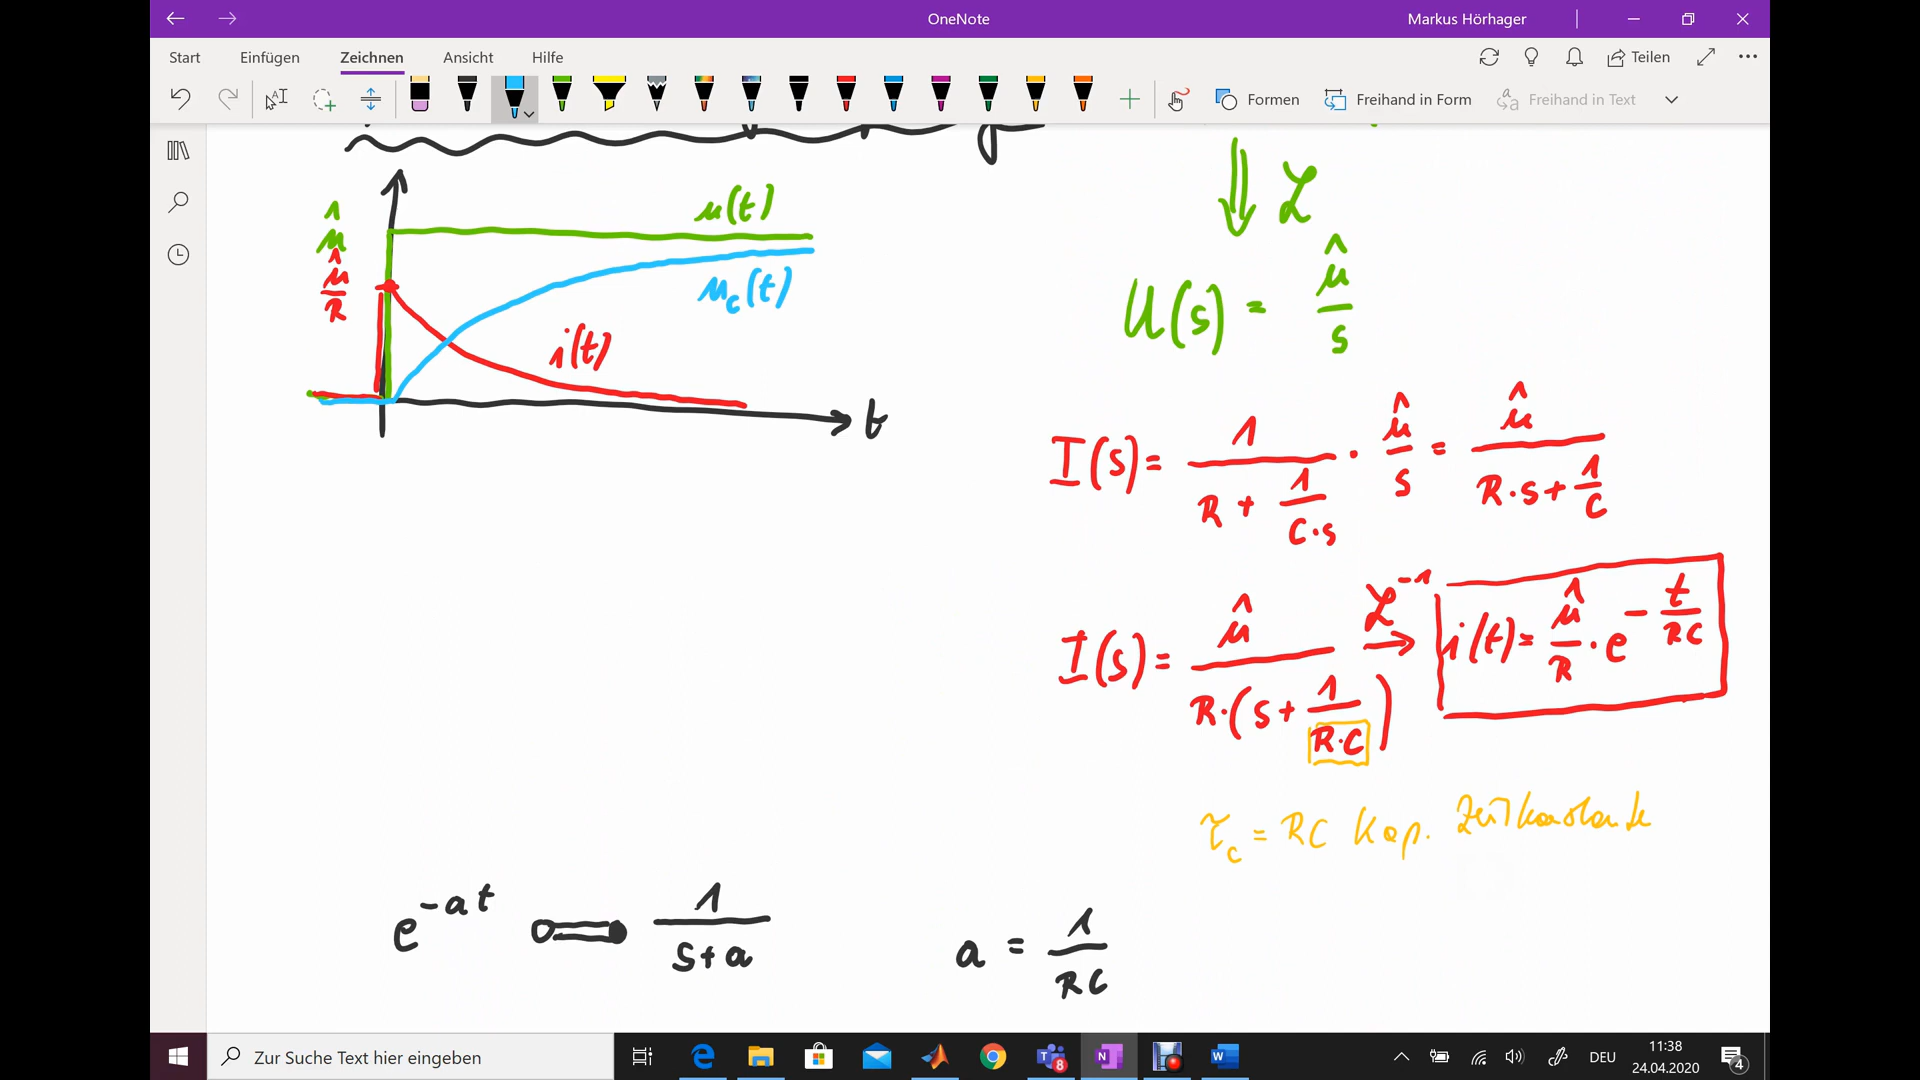 OneNote
Markus Hörhager
Start Einfügen Zeichnen Ansicht Hilfe
Teilen
Formen Freihand in Form Freihand in Text
û
û/R
u(t)
u_c(t)
i(t)
t
ℒ
U(s) = û/s
I(s) = 1/(R + 1/(C·s)) · û/s = û/(R·s + 1/C)
I(s) = û/(R·(s + 1/(R·C))) ℒ^-1 → i(t) = û/R · e^(-t/RC)
τ_c = RC Kap. Zeitkonstante
e^(-at) 1/(s+a) a = 1/RC
Zur Suche Text hier eingeben
8
DEU
11:38
24.04.2020
4